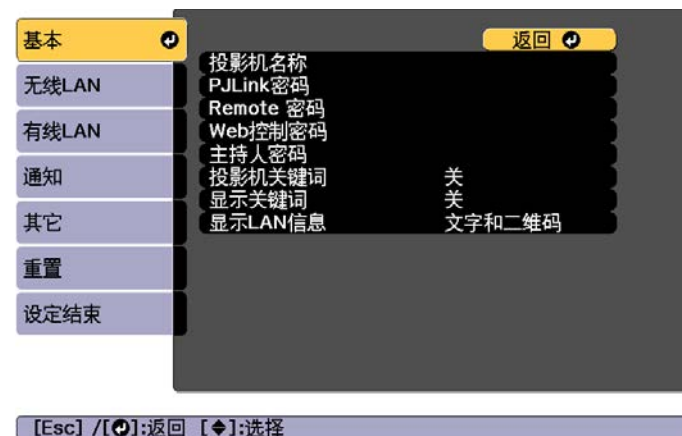 基本
无线LAN
有线LAN
通知
其它
重置
设定结束
返回
投影机名称
PJLink密码
Remote 密码
Web控制密码
主持人密码
投影机关键词 关
显示关键词 关
显示LAN信息 文字和二维码
[Esc] /[]:返回 [◆]:选择